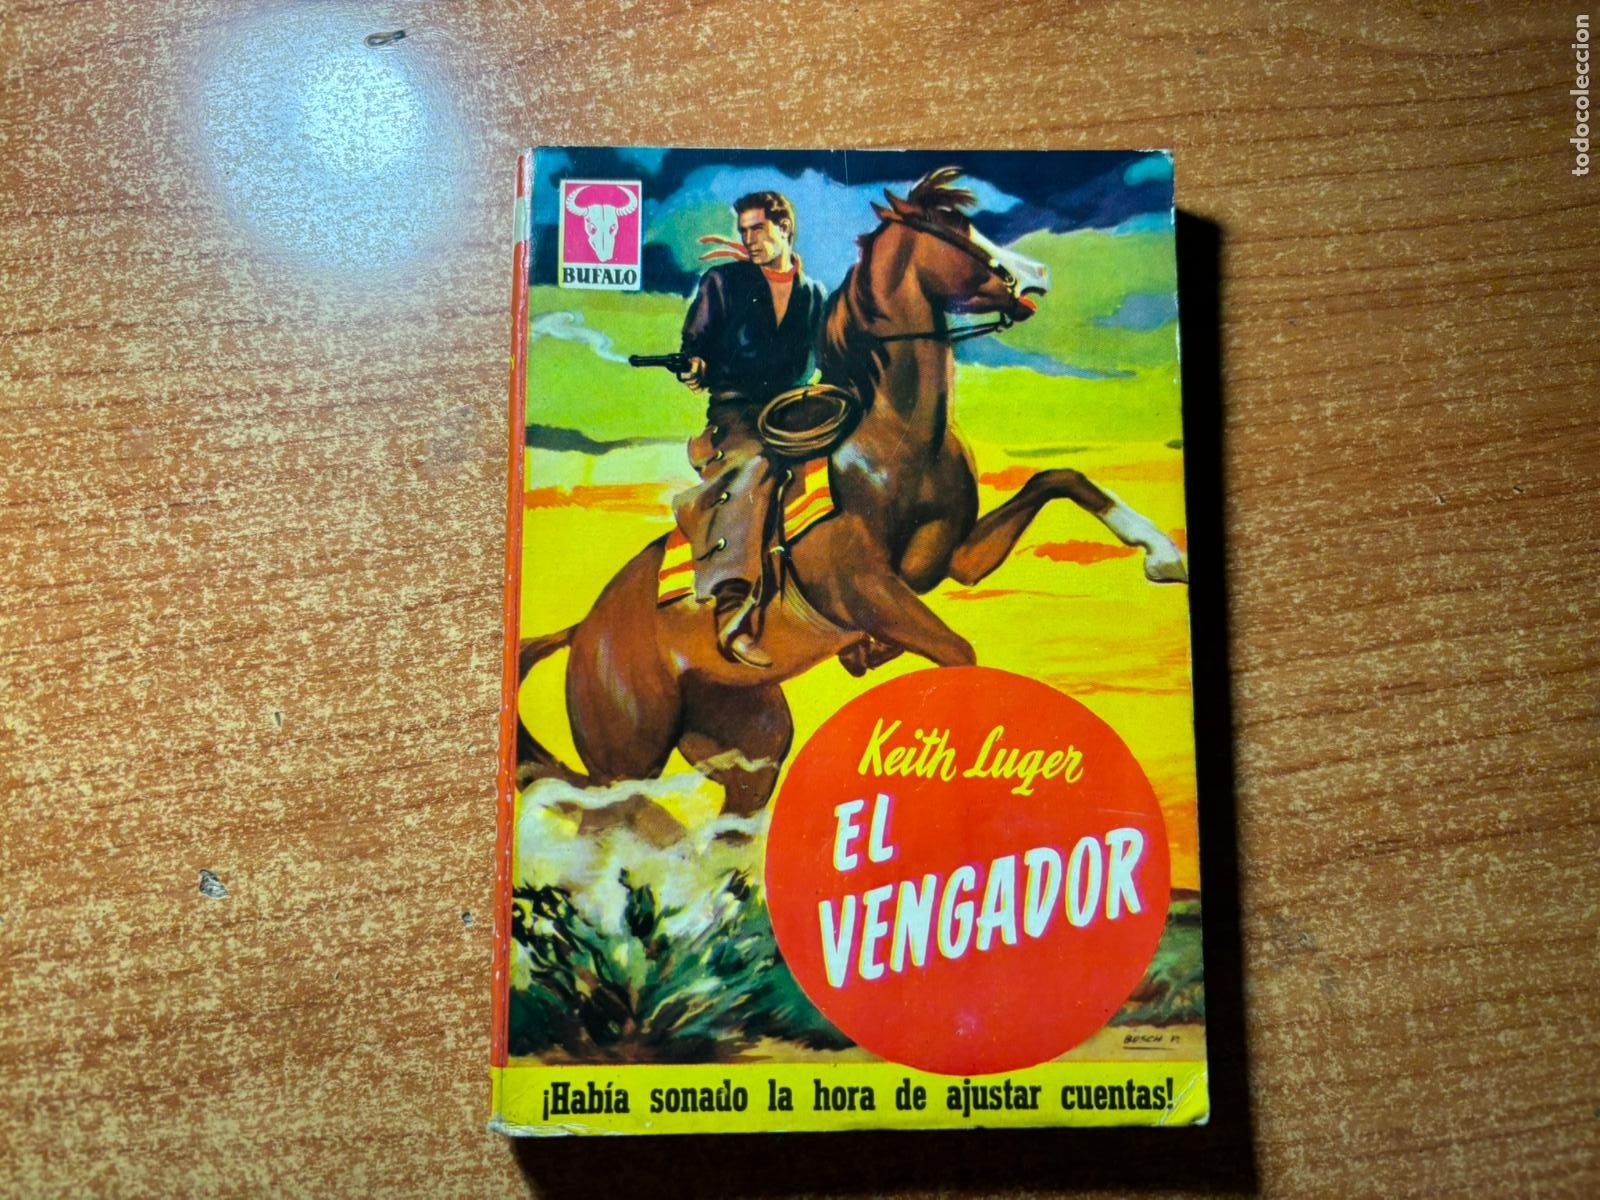 BUFALO
Keith Luger
EL
VENGADOR
BOSCH P.
¡Había sonado la hora de ajustar cuentas!
todocoleccion